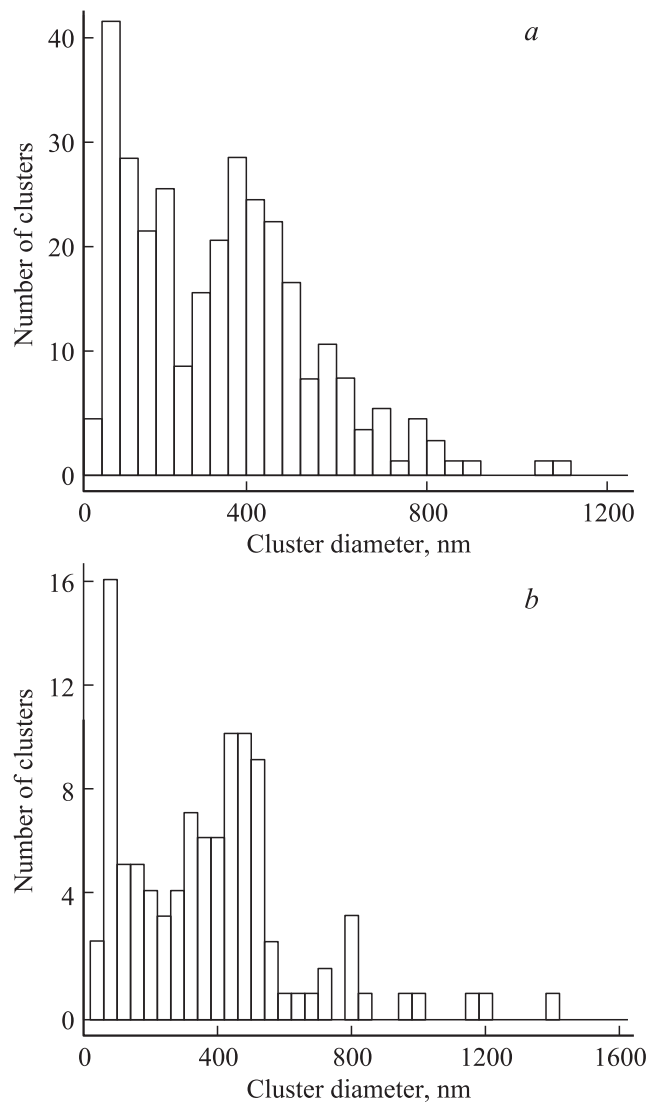 a
40
30
20
10
0
Number of clusters
0 400 800 1200
Cluster diameter, nm
b
16
12
8
4
0
Number of clusters
0 400 800 1200 1600
Cluster diameter, nm